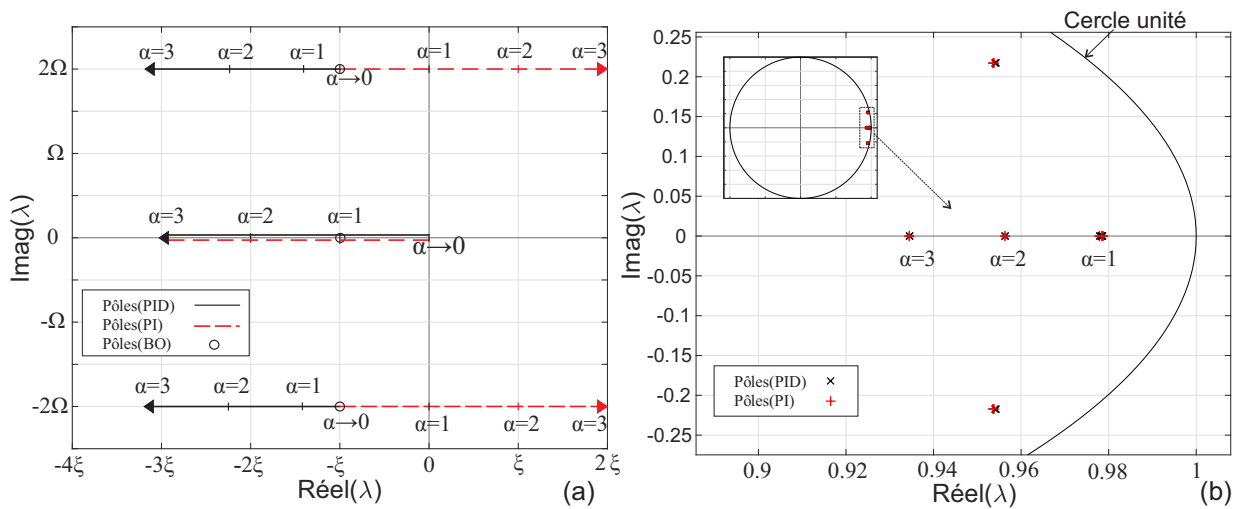 α=3 α=2 α=1 α=1 α=2 α=3
α→0
2Ω
Ω
α=3 α=2 α=1
0
α→0
Pôles(PID)
Pôles(PI)
Pôles(BO)
-Ω
α=3 α=2 α=1
-2Ω
α→0 α=1 α=2 α=3
Imag(λ)
-4ξ -3ξ -2ξ -ξ 0 ξ 2ξ
Réel(λ)
(a)
Cercle unité
0.25
0.2
0.15
0.1
0.05
0
-0.05
-0.1
-0.15
-0.2
-0.25
α=3 α=2 α=1
Pôles(PID)
Pôles(PI)
Imag(λ)
0.9 0.92 0.94 0.96 0.98 1
Réel(λ)
(b)